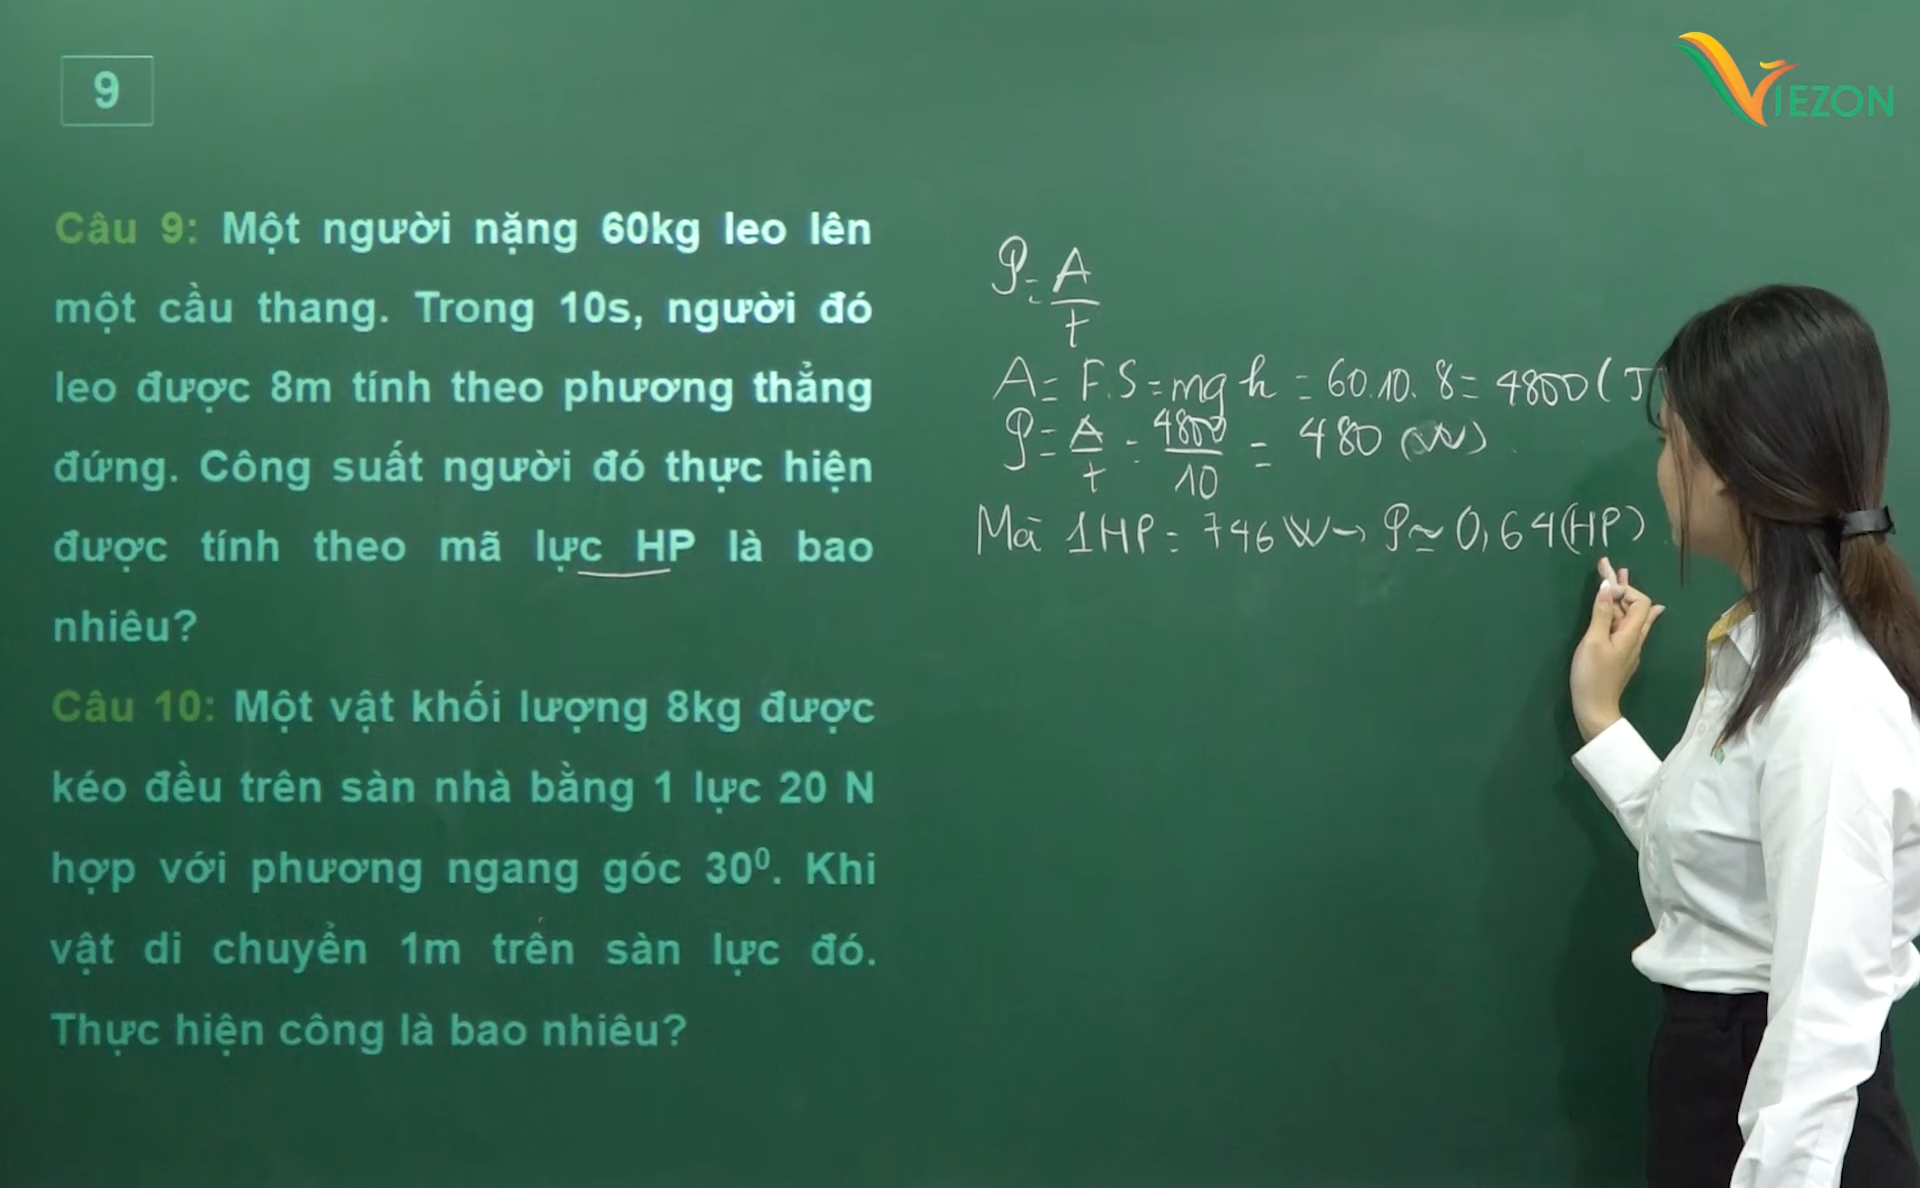 9
VIEZON
Câu 9: Một người nặng 60kg leo lên
một cầu thang. Trong 10s, người đó
leo được 8m tính theo phương thẳng
đứng. Công suất người đó thực hiện
được tính theo mã lực HP là bao
nhiêu?
Câu 10: Một vật khối lượng 8kg được
kéo đều trên sàn nhà bằng 1 lực 20 N
hợp với phương ngang góc 30⁰. Khi
vật di chuyển 1m trên sàn lực đó.
Thực hiện công là bao nhiêu?
P = A/t
A = F.S = mgh = 60.10.8 = 4800 (J
P = A/t = 4800/10 = 480 (W)
Mà 1HP = 746W → P ≃ 0,64 (HP)